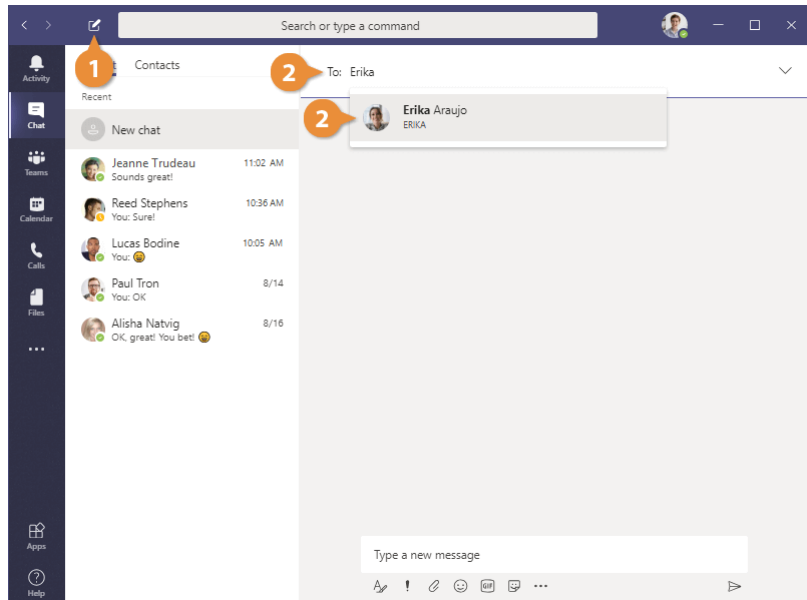 Search or type a command
1
Contacts
2
To: Erika
Activity
Recent
2
Erika Araujo
ERIKA
Chat
New chat
Jeanne Trudeau 11:02 AM
Sounds great!
Teams
Reed Stephens 10:36 AM
You: Sure!
Calendar
Lucas Bodine 10:05 AM
You:
Calls
Paul Tron 8/14
You: OK
Files
Alisha Natvig 8/16
OK, great! You bet!
Apps
Type a new message
GIF
Help